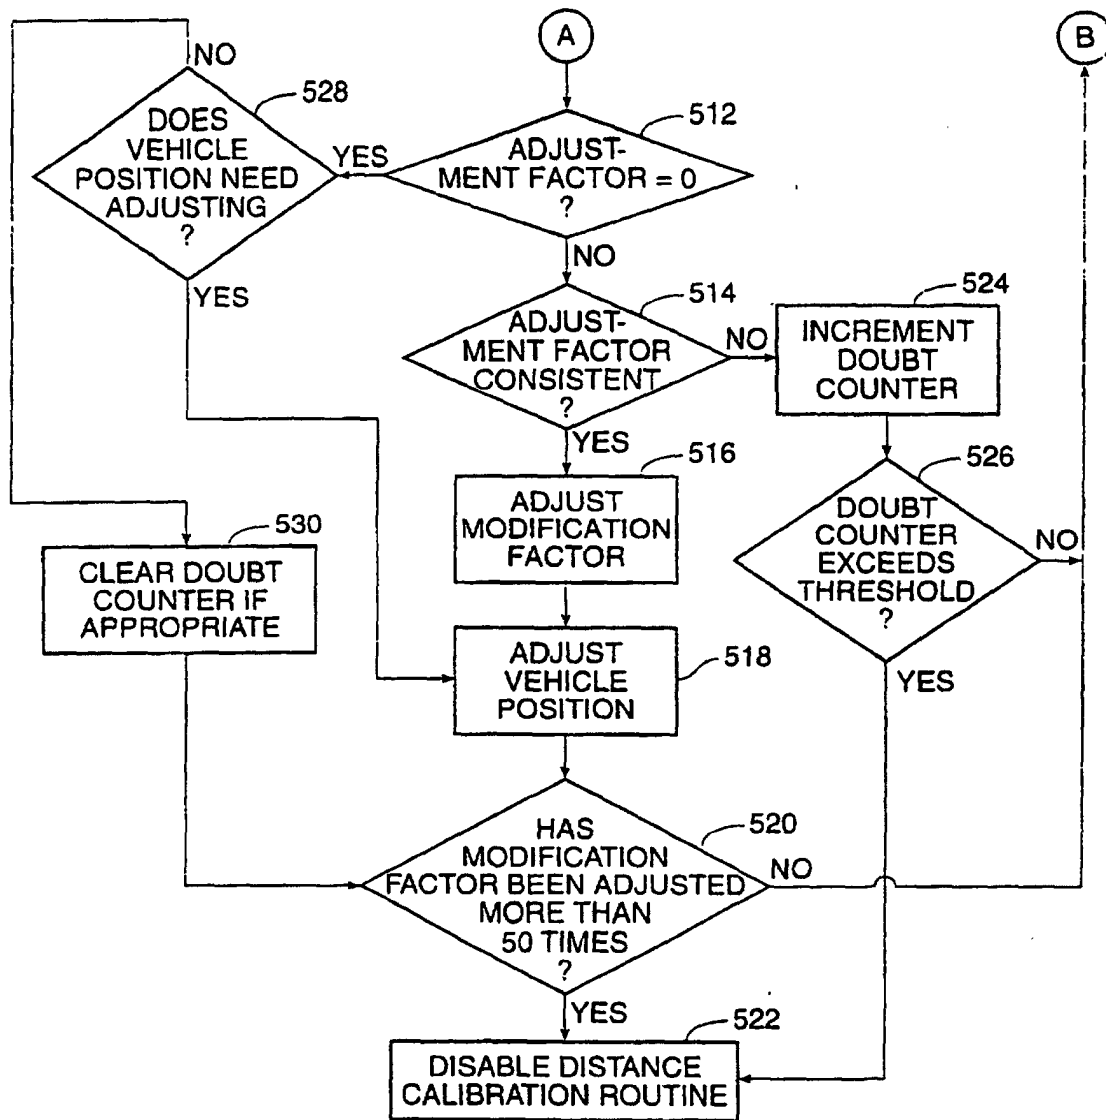 A
B
NO
528
DOES
VEHICLE
POSITION NEED
ADJUSTING
?
YES
512
ADJUST-
MENT FACTOR = 0
?
YES
NO
514
ADJUST-
MENT FACTOR
CONSISTENT
?
NO
524
INCREMENT
DOUBT
COUNTER
YES
516
ADJUST
MODIFICATION
FACTOR
526
DOUBT
COUNTER
EXCEEDS
THRESHOLD
?
NO
YES
530
CLEAR DOUBT
COUNTER IF
APPROPRIATE
ADJUST
VEHICLE
POSITION
518
HAS
MODIFICATION
FACTOR BEEN ADJUSTED
MORE THAN
50 TIMES
?
520
NO
YES
522
DISABLE DISTANCE
CALIBRATION ROUTINE